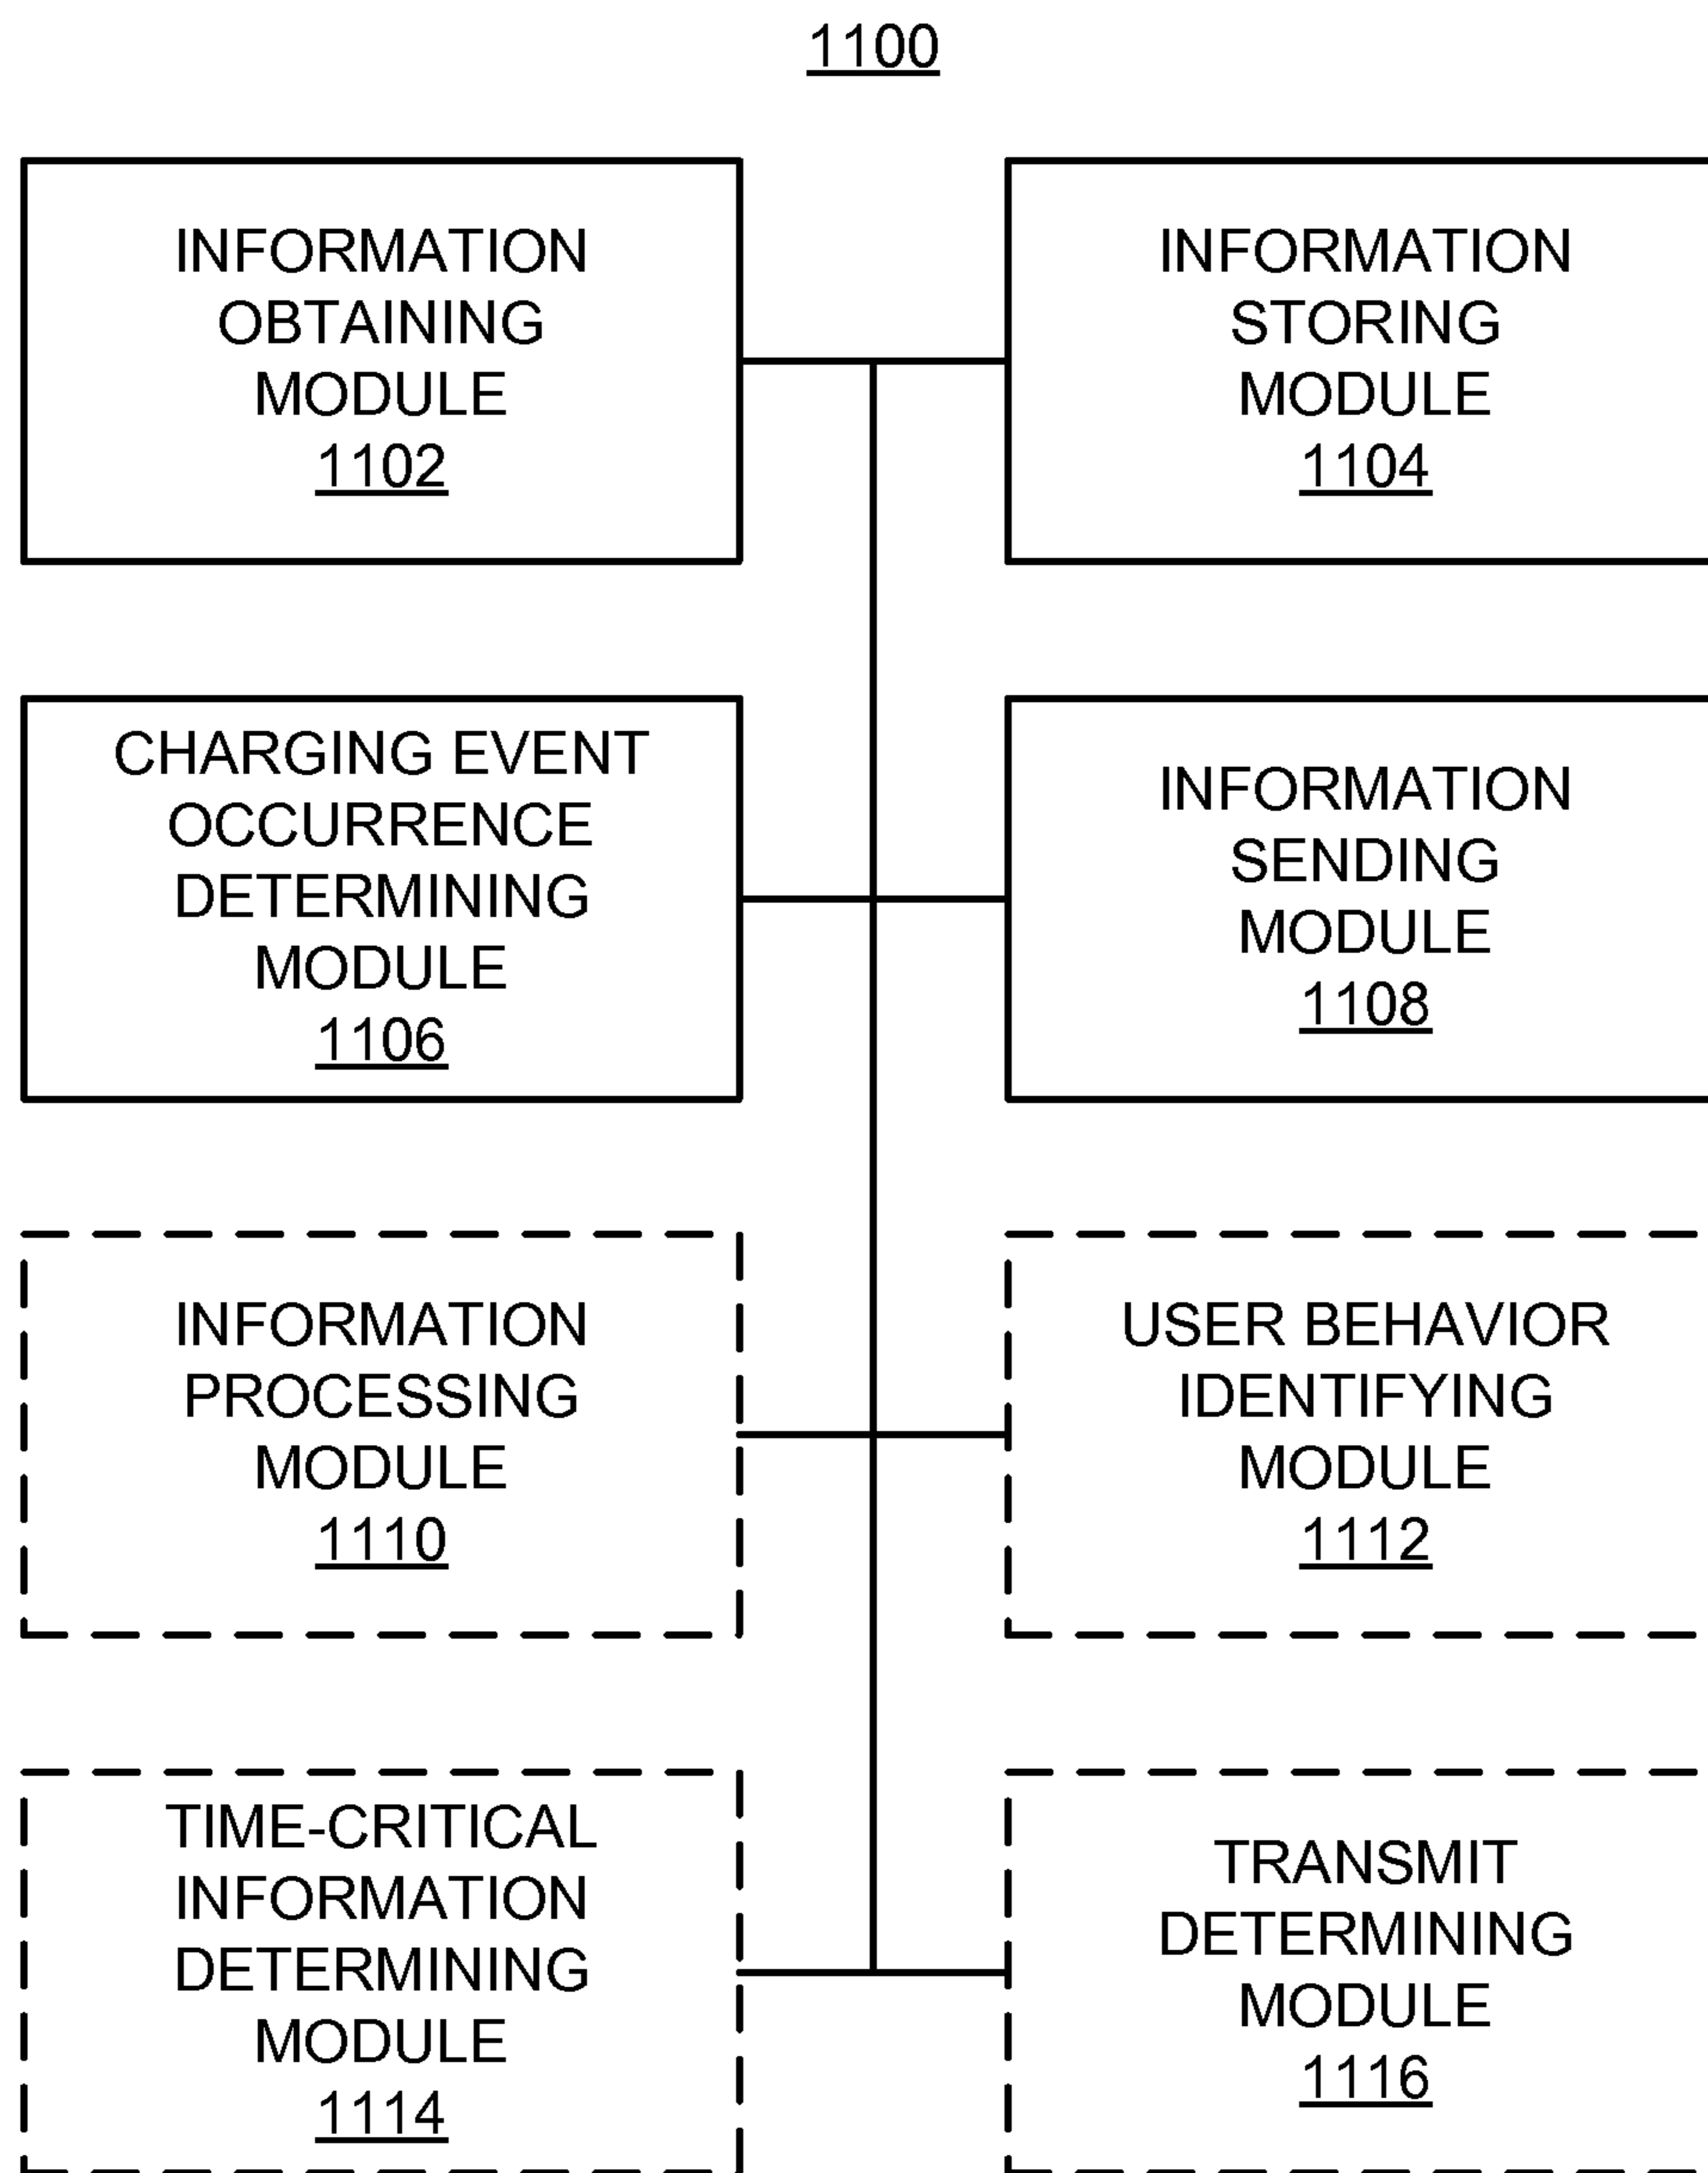 1100
INFORMATION
OBTAINING
MODULE
1102
INFORMATION
STORING
MODULE
1104
CHARGING EVENT
OCCURRENCE
DETERMINING
MODULE
1106
INFORMATION
SENDING
MODULE
1108
INFORMATION
PROCESSING
MODULE
1110
USER BEHAVIOR
IDENTIFYING
MODULE
1112
TIME-CRITICAL
INFORMATION
DETERMINING
MODULE
1114
TRANSMIT
DETERMINING
MODULE
1116